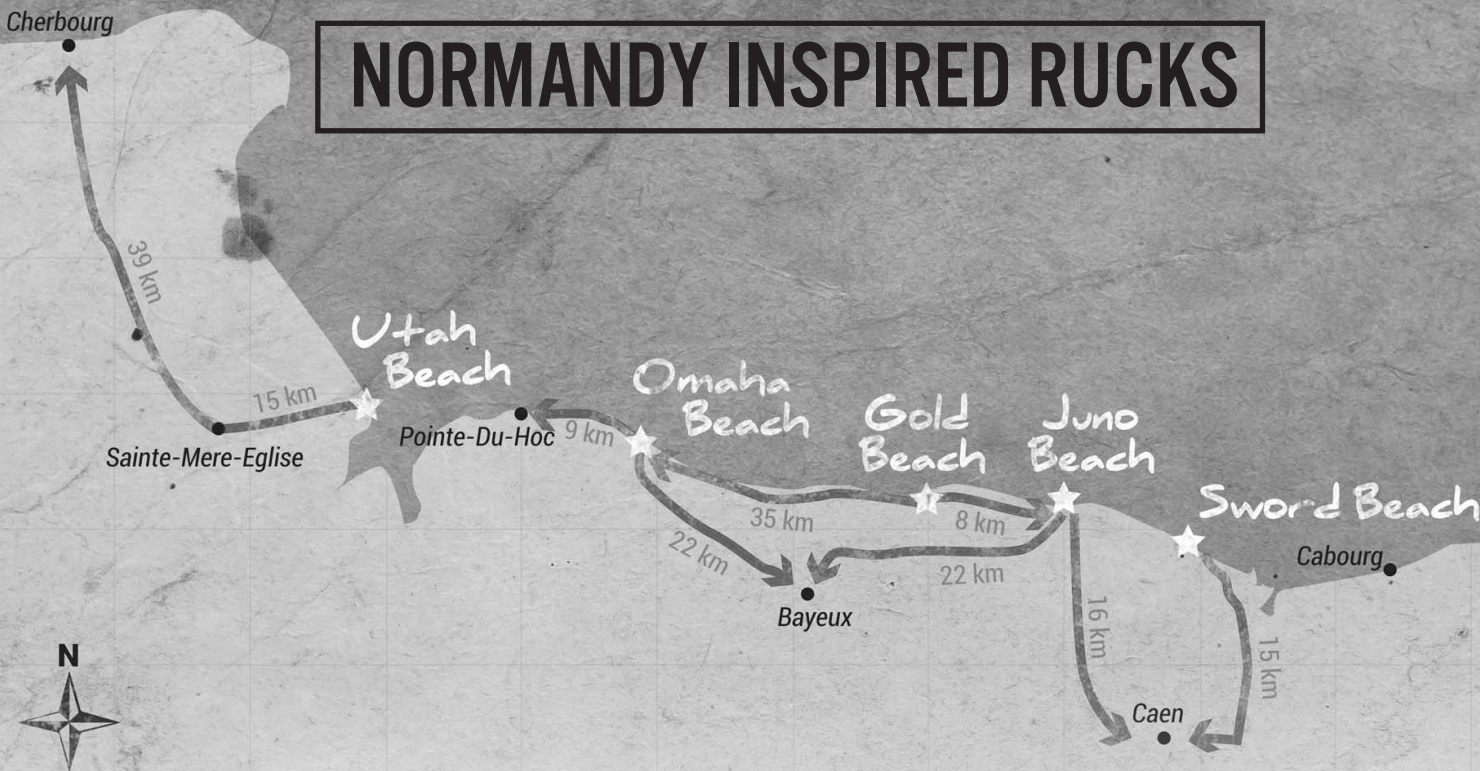 Cherbourg
NORMANDY INSPIRED RUCKS
39 km
Utah
Beach
15 km
Sainte-Mere-Eglise
Pointe-Du-Hoc
9 km
Omaha
Beach
Gold
Beach
Juno
Beach
Sword Beach
35 km
8 km
22 km
22 km
Cabourg
Bayeux
16 km
15 km
Caen
N